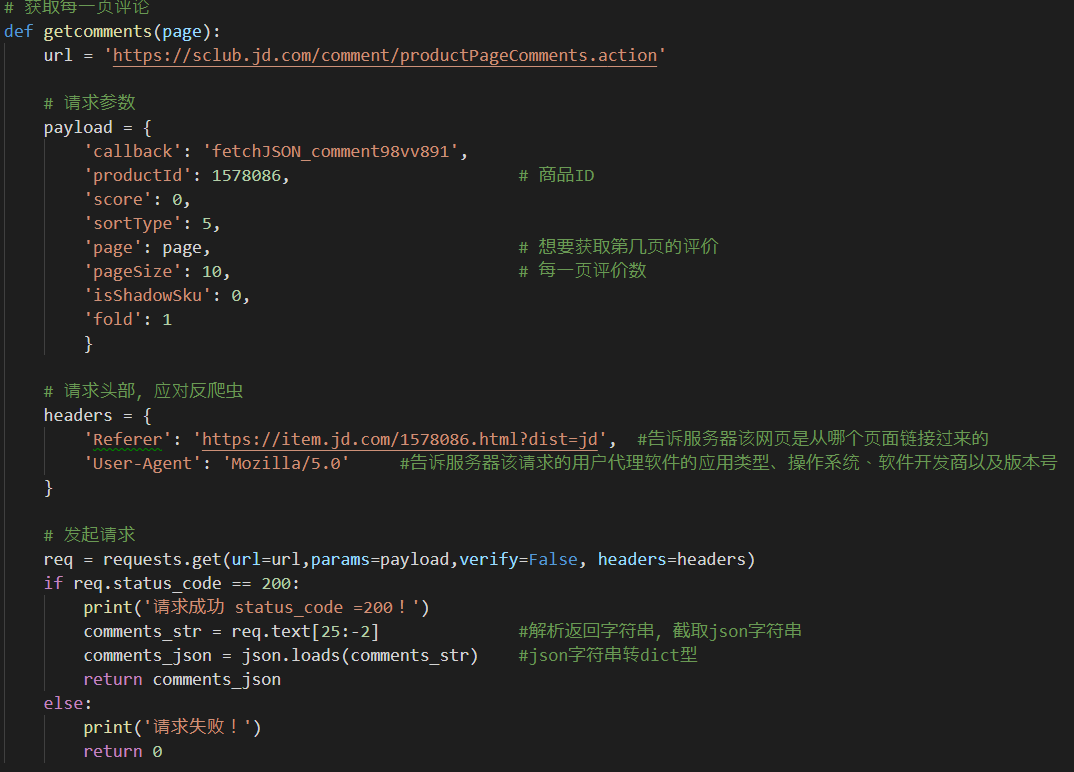 # 获取每一页评论
def getcomments(page):
    url = 'https://sclub.jd.com/comment/productPageComments.action'

    # 请求参数
    payload = {
        'callback': 'fetchJSON_comment98vv891',
        'productId': 1578086,                       # 商品ID
        'score': 0,
        'sortType': 5,
        'page': page,                               # 想要获取第几页的评价
        'pageSize': 10,                             # 每一页评价数
        'isShadowSku': 0,
        'fold': 1
        }

    # 请求头部，应对反爬虫
    headers = {
        'Referer': 'https://item.jd.com/1578086.html?dist=jd',  #告诉服务器该网页是从哪个页面链接过来的
        'User-Agent': 'Mozilla/5.0'     #告诉服务器该请求的用户代理软件的应用类型、操作系统、软件开发商以及版本号
    }

    # 发起请求
    req = requests.get(url=url,params=payload,verify=False, headers=headers)
    if req.status_code == 200:
        print('请求成功 status_code =200！')
        comments_str = req.text[25:-2]              #解析返回字符串，截取json字符串
        comments_json = json.loads(comments_str)    #json字符串转dict型
        return comments_json
    else:
        print('请求失败！')
        return 0